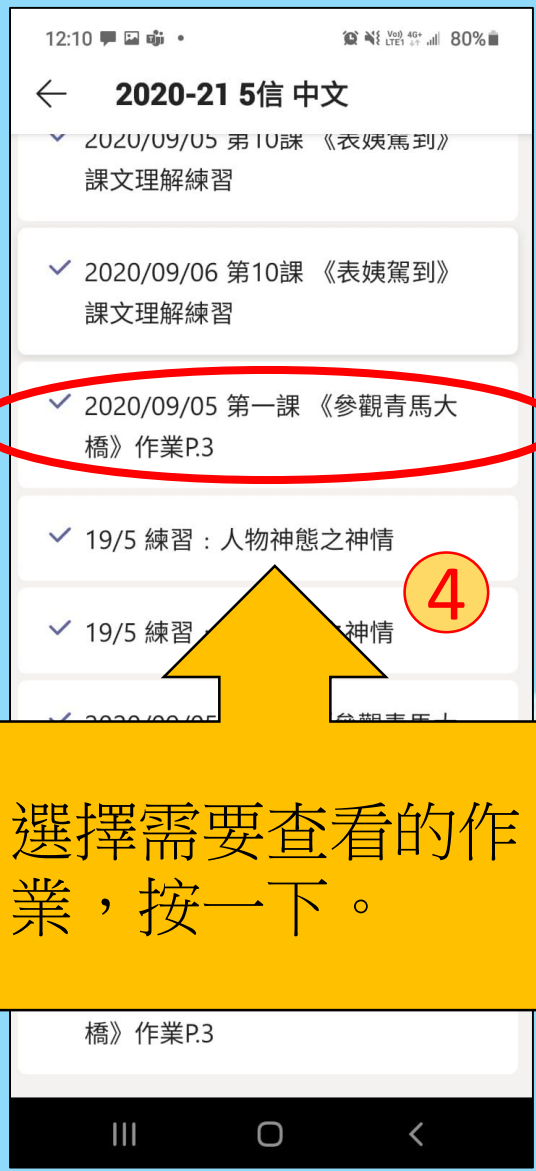 12:10 80%
2020-21 5信 中文
2020/09/05 第10課 《表姨駕到》
課文理解練習
2020/09/06 第10課 《表姨駕到》
課文理解練習
2020/09/05 第一課 《參觀青馬大
橋》作業P.3
19/5 練習：人物神態之神情
4
19/5 練習 之神情
選擇需要查看的作
業，按一下。
橋》作業P.3